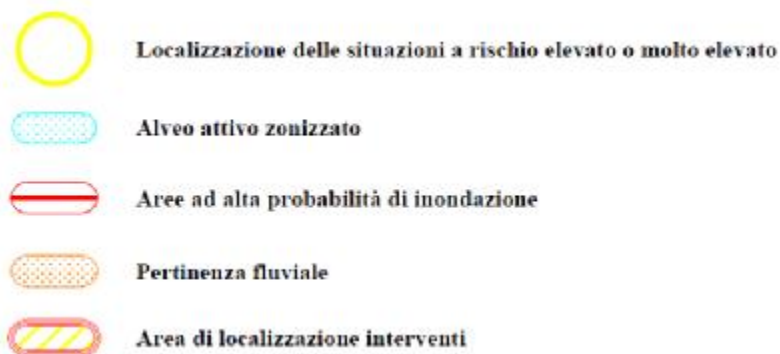 Localizzazione delle situazioni a rischio elevato o molto elevato
Alveo attivo zonizzato
Aree ad alta probabilità di inondazione
Pertinenza fluviale
Area di localizzazione interventi